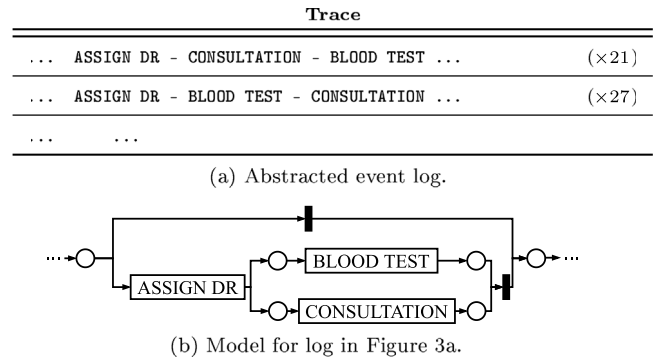 Trace
... ASSIGN DR - CONSULTATION - BLOOD TEST ... (×21)
... ASSIGN DR - BLOOD TEST - CONSULTATION ... (×27)
... ...
(a) Abstracted event log.
... BLOOD TEST ...
ASSIGN DR
CONSULTATION
(b) Model for log in Figure 3a.